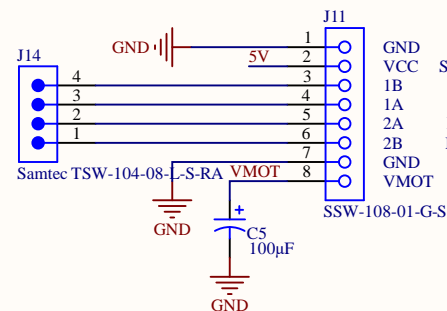 J11
J14
GND 1 GND
5V 2 VCC S
4 3 1B
3 4 1A
2 5 2A
1 6 2B
7 GND
Samtec TSW-104-08-L-S-RA VMOT 8 VMOT
SSW-108-01-G-S
GND
C5
100µF
GND